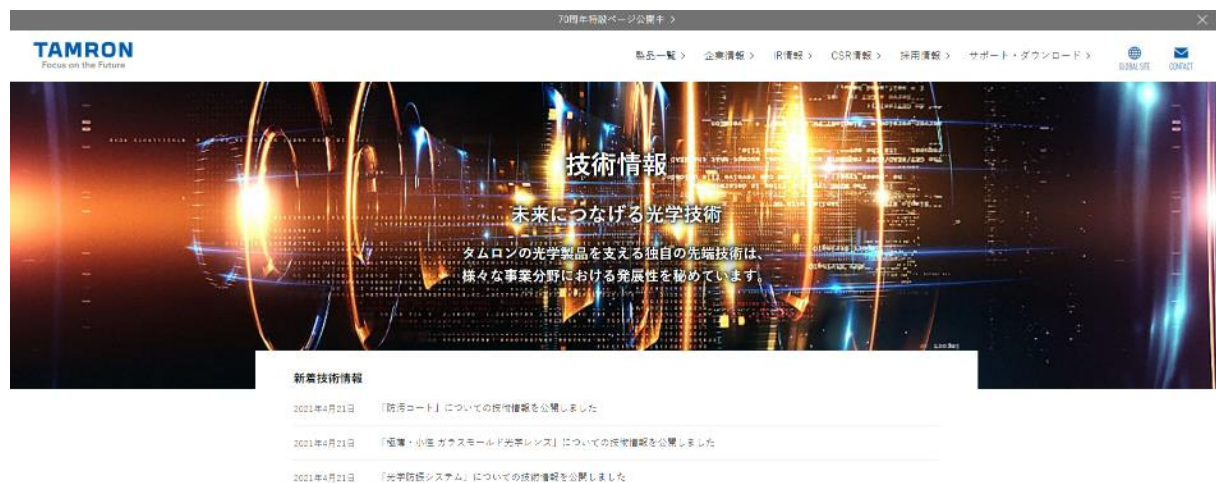 70周年特設ページ公開中 >
TAMRON
Focus on the Future
製品一覧 > 企業情報 > IR情報 > CSR情報 > 採用情報 > サポート・ダウンロード >
GLOBAL SITE CONTACT
技術情報
未来につなげる光学技術
タムロンの光学製品を支える独自の先端技術は、
様々な事業分野における発展性を秘めています。
新着技術情報
2021年4月21日 「防汚コート」についての技術情報を公開しました
2021年4月21日 「極薄・小径 ガラスモールド光学レンズ」についての技術情報を公開しました
2021年4月21日 「光学防振システム」についての技術情報を公開しました